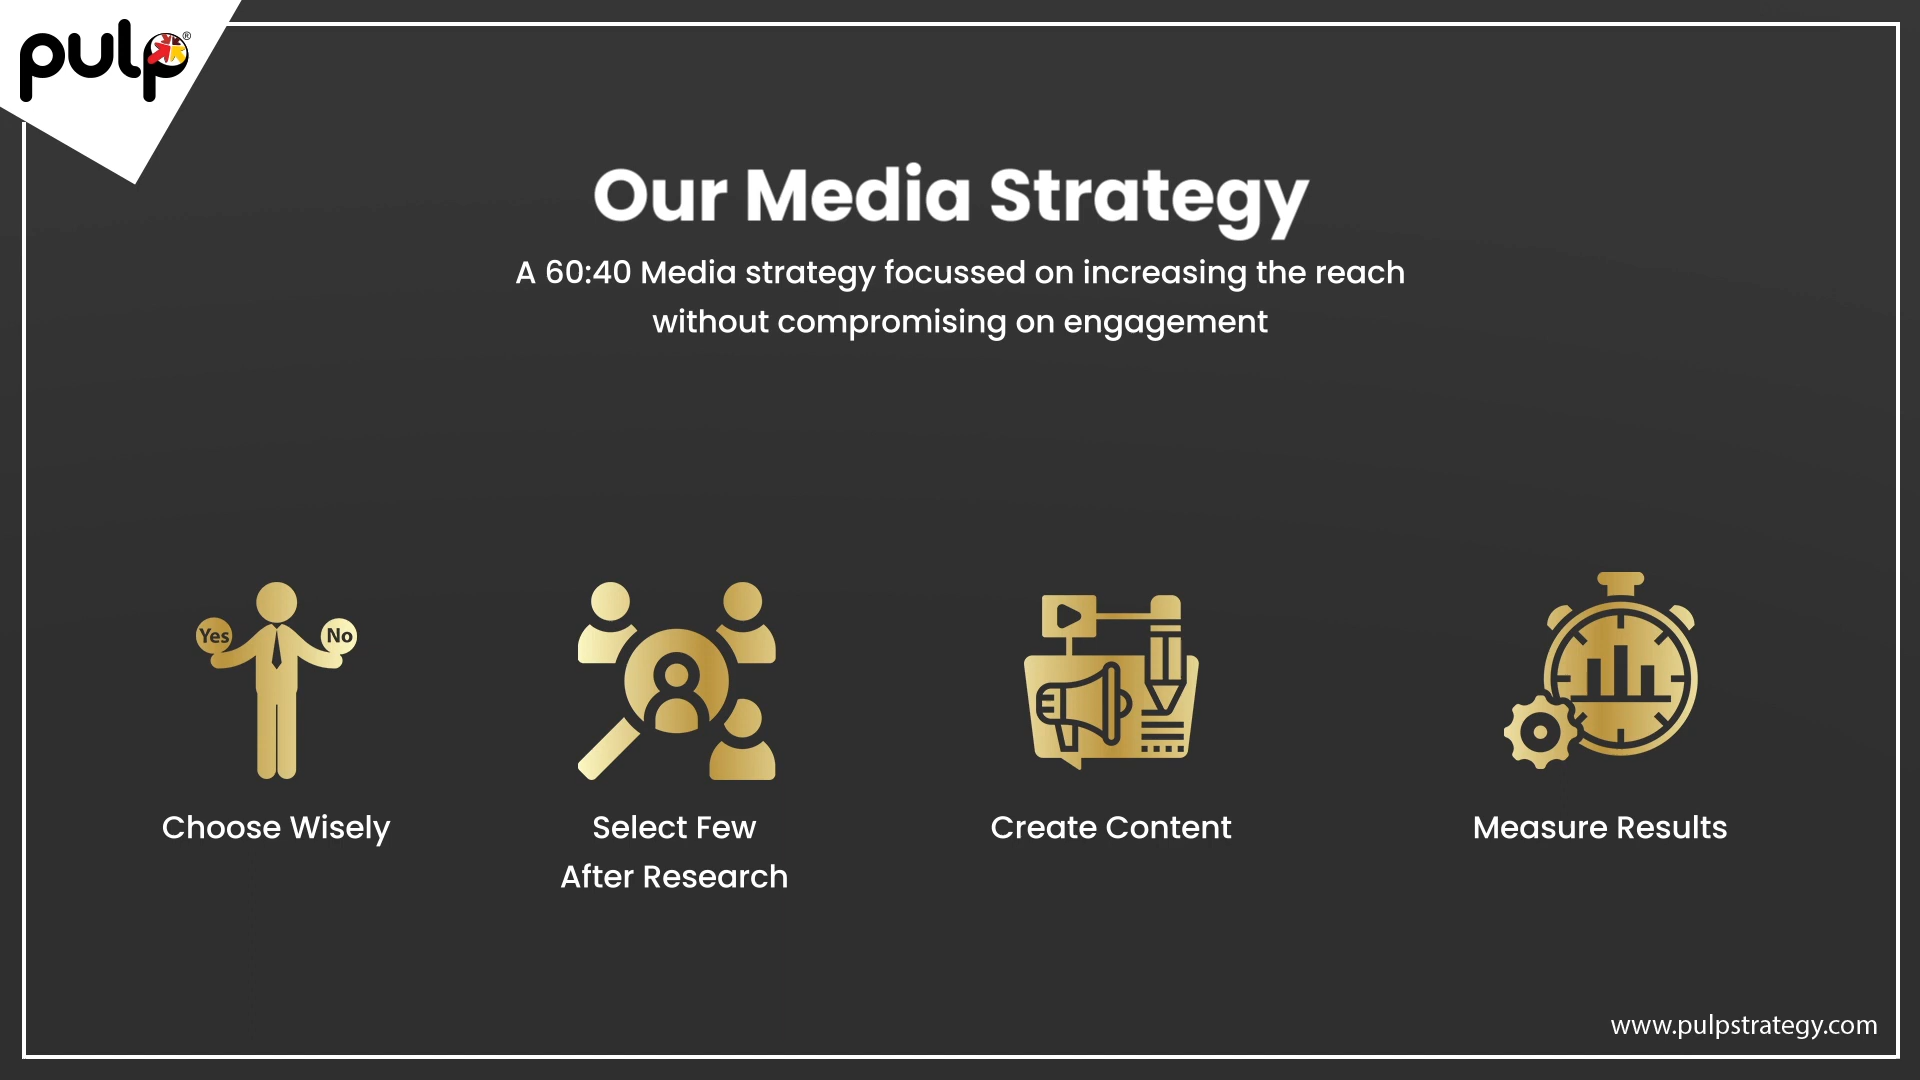 pulp®
Our Media Strategy
A 60:40 Media strategy focussed on increasing the reach
without compromising on engagement
Yes
No
Choose Wisely
Select Few
After Research
Create Content
Measure Results
www.pulpstrategy.com